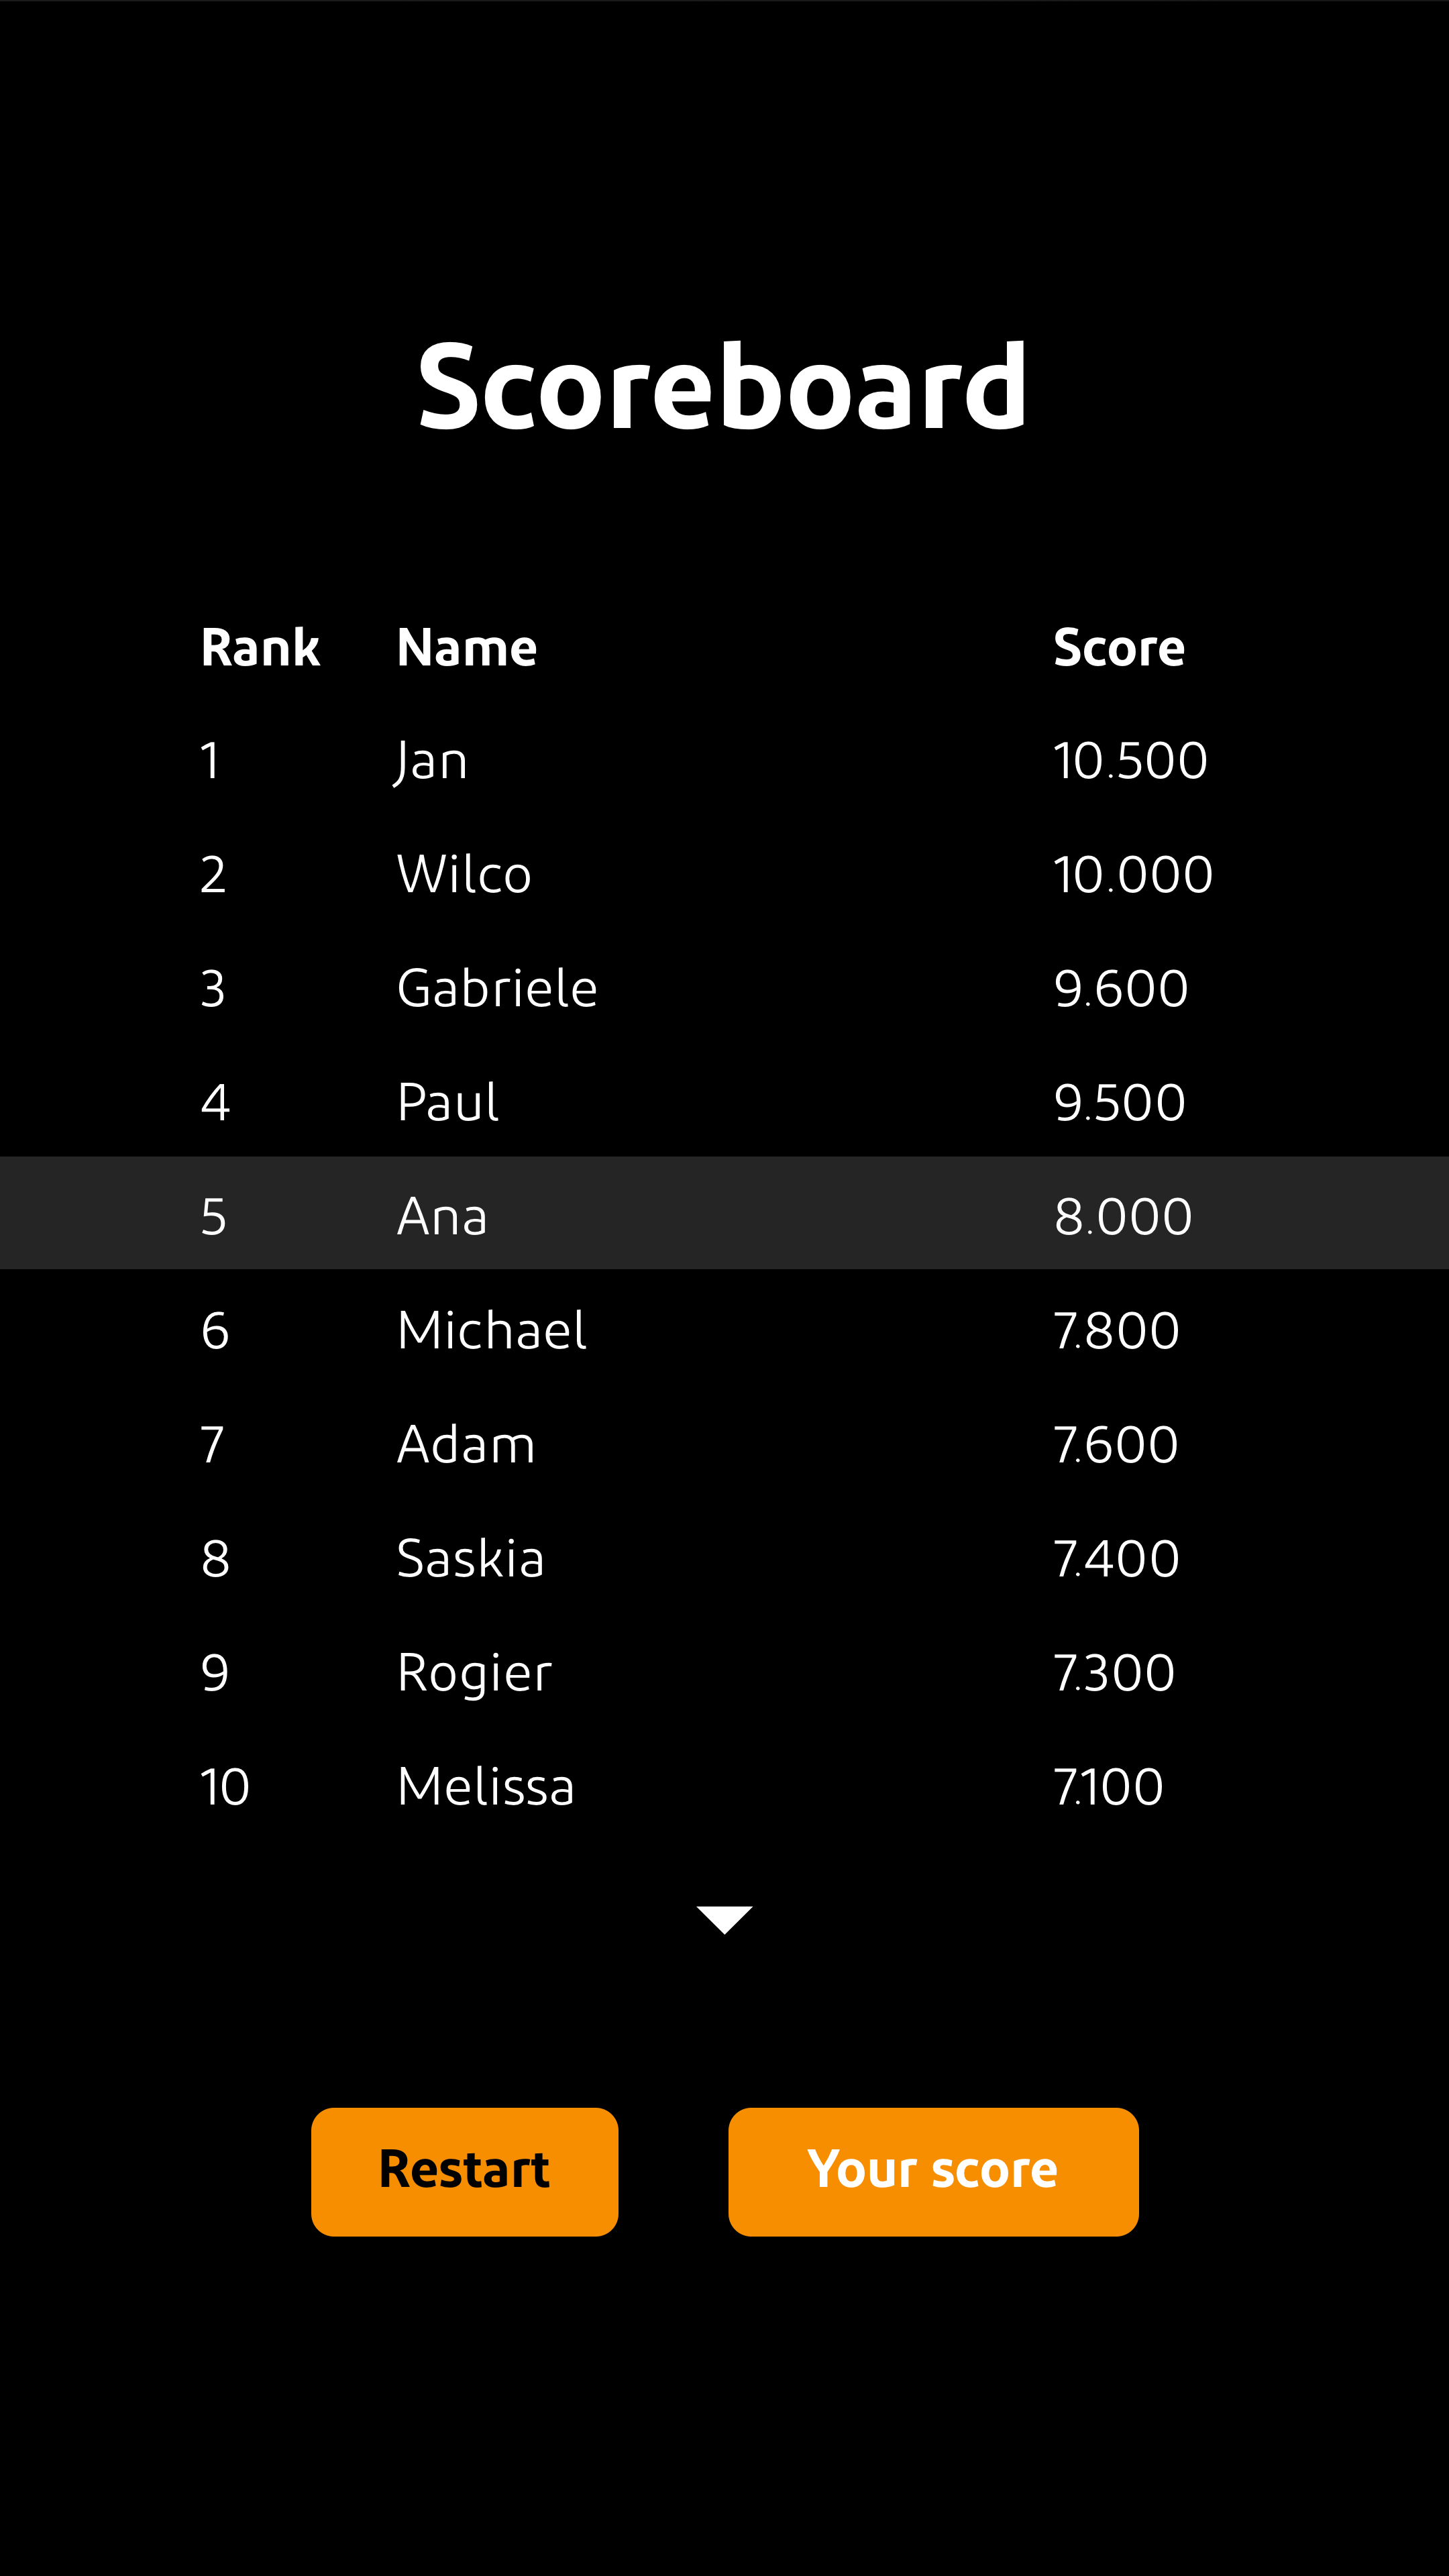 Scoreboard
Rank Name Score
1 Jan 10.500
2 Wilco 10.000
3 Gabriele 9.600
4 Paul 9.500
5 Ana 8.000
6 Michael 7.800
7 Adam 7.600
8 Saskia 7.400
9 Rogier 7.300
10 Melissa 7.100
Restart Your score